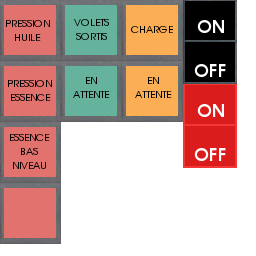 PRESSION
HUILE
VOLETS
SORTIS
CHARGE
ON
OFF
PRESSION
ESSENCE
EN
ATTENTE
EN
ATTENTE
ON
OFF
ESSENCE
BAS
NIVEAU